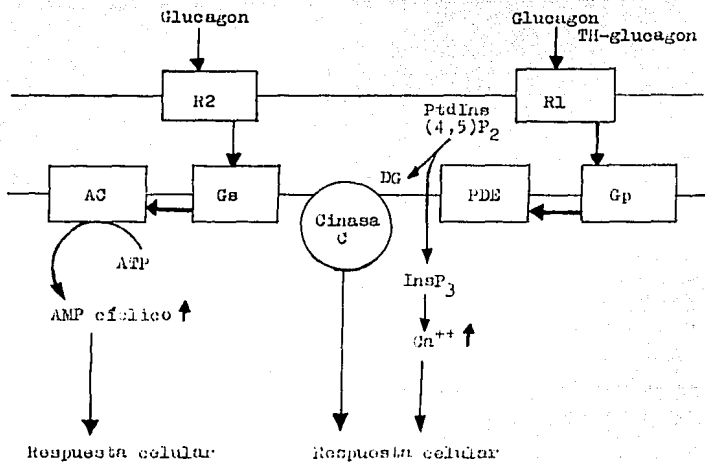 Glucagon
Glucagon
TH-glucagon
R2
R1
PtdIns
(4,5)P2
DG
AC
Gs
Cinasa
C
PDE
Gp
ATP
InsP3
AMP cíclico
Ca++
Respuesta celular
Respuesta celular